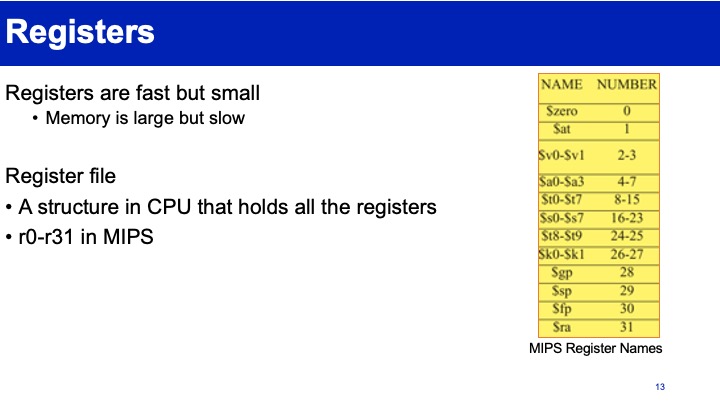 Registers
Registers are fast but small
• Memory is large but slow
Register file
• A structure in CPU that holds all the registers
• r0-r31 in MIPS
NAME NUMBER
$zero 0
$at 1
$v0-$v1 2-3
$a0-$a3 4-7
$t0-$t7 8-15
$s0-$s7 16-23
$t8-$t9 24-25
$k0-$k1 26-27
$gp 28
$sp 29
$fp 30
$ra 31
MIPS Register Names
13